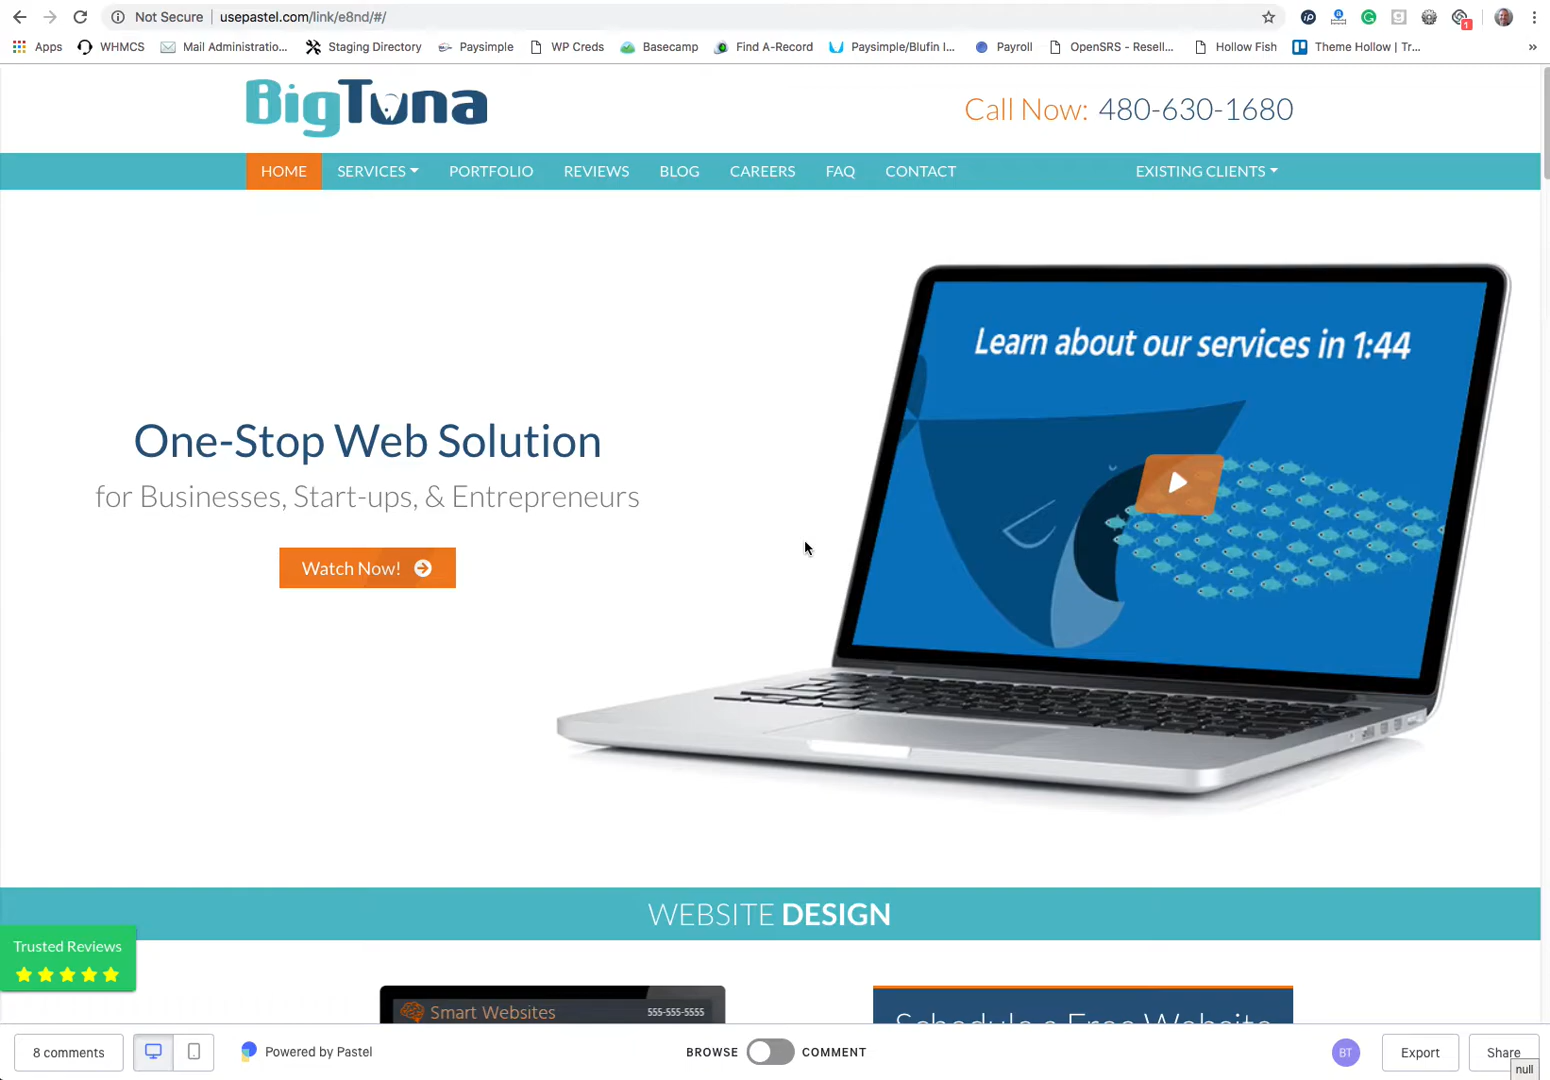 Not Secure usepastel.com/link/e8nd/#/
1
Apps WHMCS Mail Administratio... Staging Directory Paysimple WP Creds Basecamp Find A-Record Paysimple/Blufin I... Payroll OpenSRS - Resell... Hollow Fish Theme Hollow | Tr... »
BigTuna
Call Now: 480-630-1680
HOME SERVICES PORTFOLIO REVIEWS BLOG CAREERS FAQ CONTACT EXISTING CLIENTS
Learn about our services in 1:44
One-Stop Web Solution
for Businesses, Start-ups, & Entrepreneurs
Watch Now!
WEBSITE DESIGN
Trusted Reviews
Smart Websites 555-555-5555
Schedule a Free Website
8 comments Powered by Pastel BROWSE COMMENT BT Export Share
null